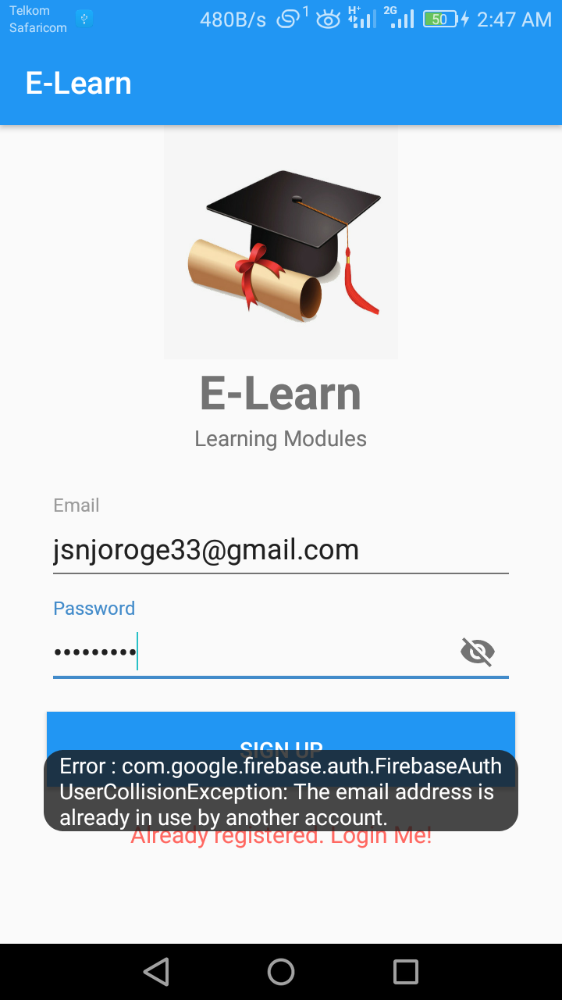 Telkom
Safaricom
480B/s 1 H+ 2G 50 2:47 AM
E-Learn
E-Learn
Learning Modules
Email
jsnjoroge33@gmail.com
Password
•••••••••
SIGN UP
Error : com.google.firebase.auth.FirebaseAuth
UserCollisionException: The email address is
already in use by another account.
Already registered. Login Me!